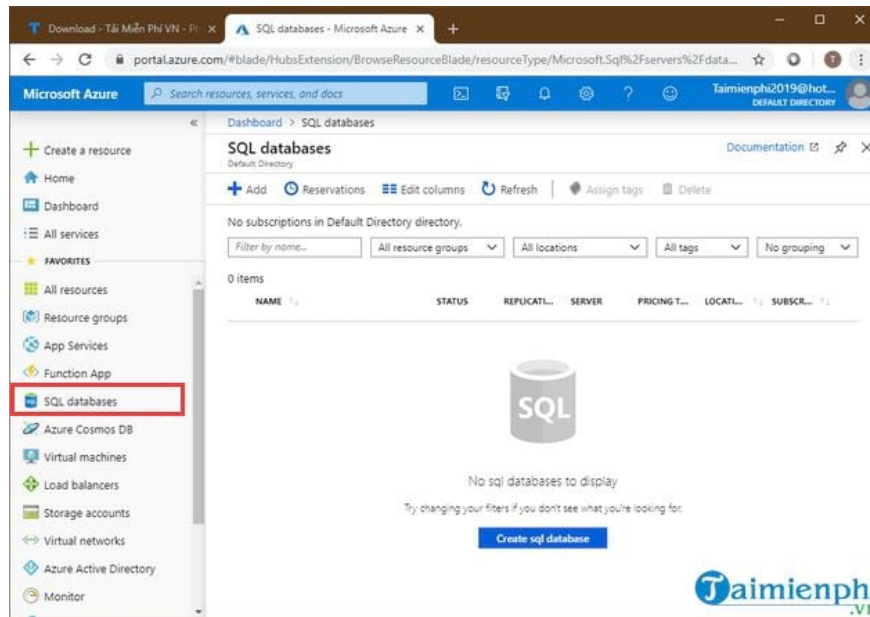 Download - Tải Miễn Phí VN - Ph
SQL databases - Microsoft Azure
portal.azure.com/#blade/HubsExtension/BrowseResourceBlade/resourceType/Microsoft.Sql%2Fservers%2Fdata...
Microsoft Azure
Search resources, services, and docs
Taimienphi2019@hot...
DEFAULT DIRECTORY
Dashboard > SQL databases
SQL databases
Default Directory
Documentation
Add Reservations Edit columns Refresh Assign tags Delete
No subscriptions in Default Directory directory.
Filter by name... All resource groups All locations All tags No grouping
0 items
NAME STATUS REPLICATI... SERVER PRICING T... LOCATI... SUBSCR...
SQL
No sql databases to display
Try changing your filters if you don't see what you're looking for.
Create sql database
Create a resource
Home
Dashboard
All services
FAVORITES
All resources
Resource groups
App Services
Function App
SQL databases
Azure Cosmos DB
Virtual machines
Load balancers
Storage accounts
Virtual networks
Azure Active Directory
Monitor
Taimienph
.vn